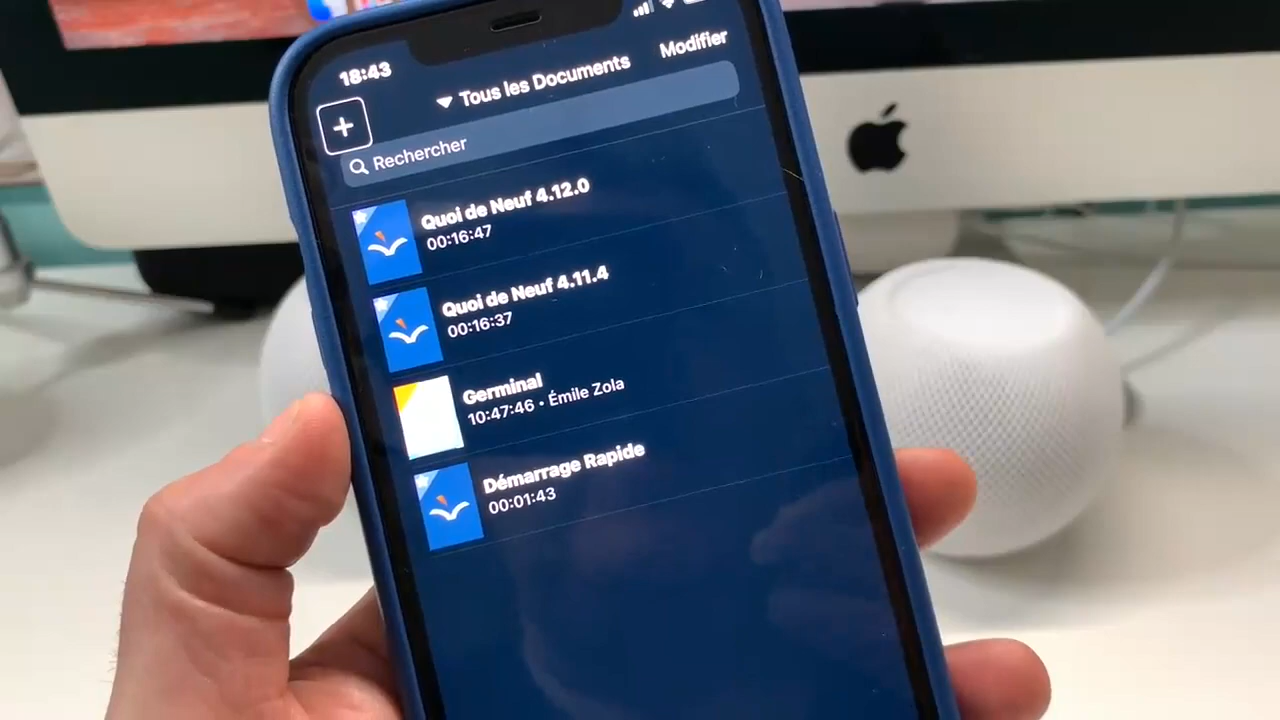 18:43
Modifier
Tous les Documents
+
Rechercher
Quoi de Neuf 4.12.0
00:16:47
Quoi de Neuf 4.11.4
00:16:37
Germinal
10:47:46 • Émile Zola
Démarrage Rapide
00:01:43